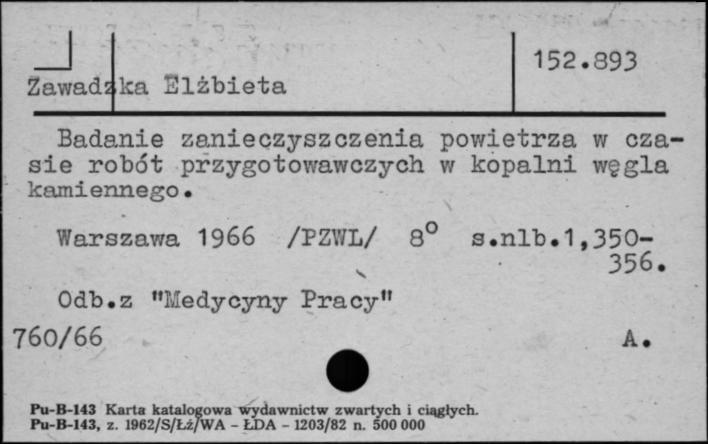 152.893
Zawadzka Elżbieta
Badanie zanieczyszczenia powietrza w cza-
sie robót przygotowawczych w kopalni węgla
kamiennego.
Warszawa 1966 /PZWL/ 8° s.nlb.1,350-
356.
Odb.z "Medycyny Pracy"
760/66 A.
Pu-B-143 Karta katalogowa wydawnictw zwartych i ciągłych.
Pu-B-143, z. 1962/S/Łż/WA - ŁDA - 1203/82 n. 500 000